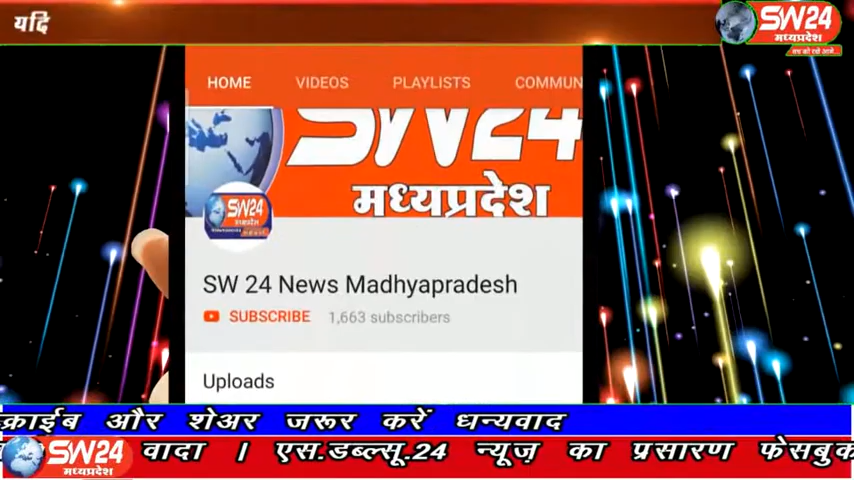 यदि
SW24
मध्यप्रदेश
HOME VIDEOS PLAYLISTS COMMUN
SW24
मध्यप्रदेश
SW24
SW 24 News Madhyapradesh
SUBSCRIBE 1,663 subscribers
Uploads
क्राईब और शेअर जरूर करें धन्यवाद
वादा । एस.डब्ल्सू.24 न्यूज़ का प्रसारण फेसबुक
SW24
मध्यप्रदेश